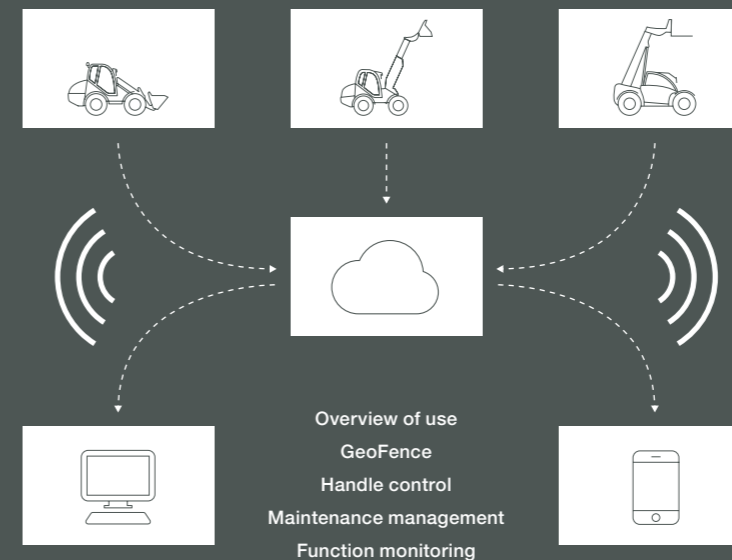 Overview of use
GeoFence
Handle control
Maintenance management
Function monitoring